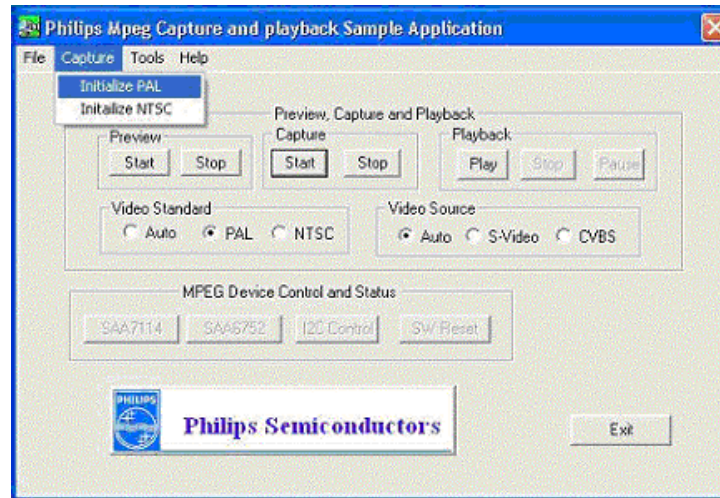 Philips Mpeg Capture and playback Sample Application
File Capture Tools Help
Initialize PAL
Initailize NTSC
Preview, Capture and Playback
Preview Capture Playback
Start Stop Start Stop Play Stop Pause
Video Standard Video Source
Auto PAL NTSC Auto S-Video CVBS
MPEG Device Control and Status
SAA7114 SAA6752 I2C Control SW Reset
PHILIPS
Philips Semiconductors
Exit